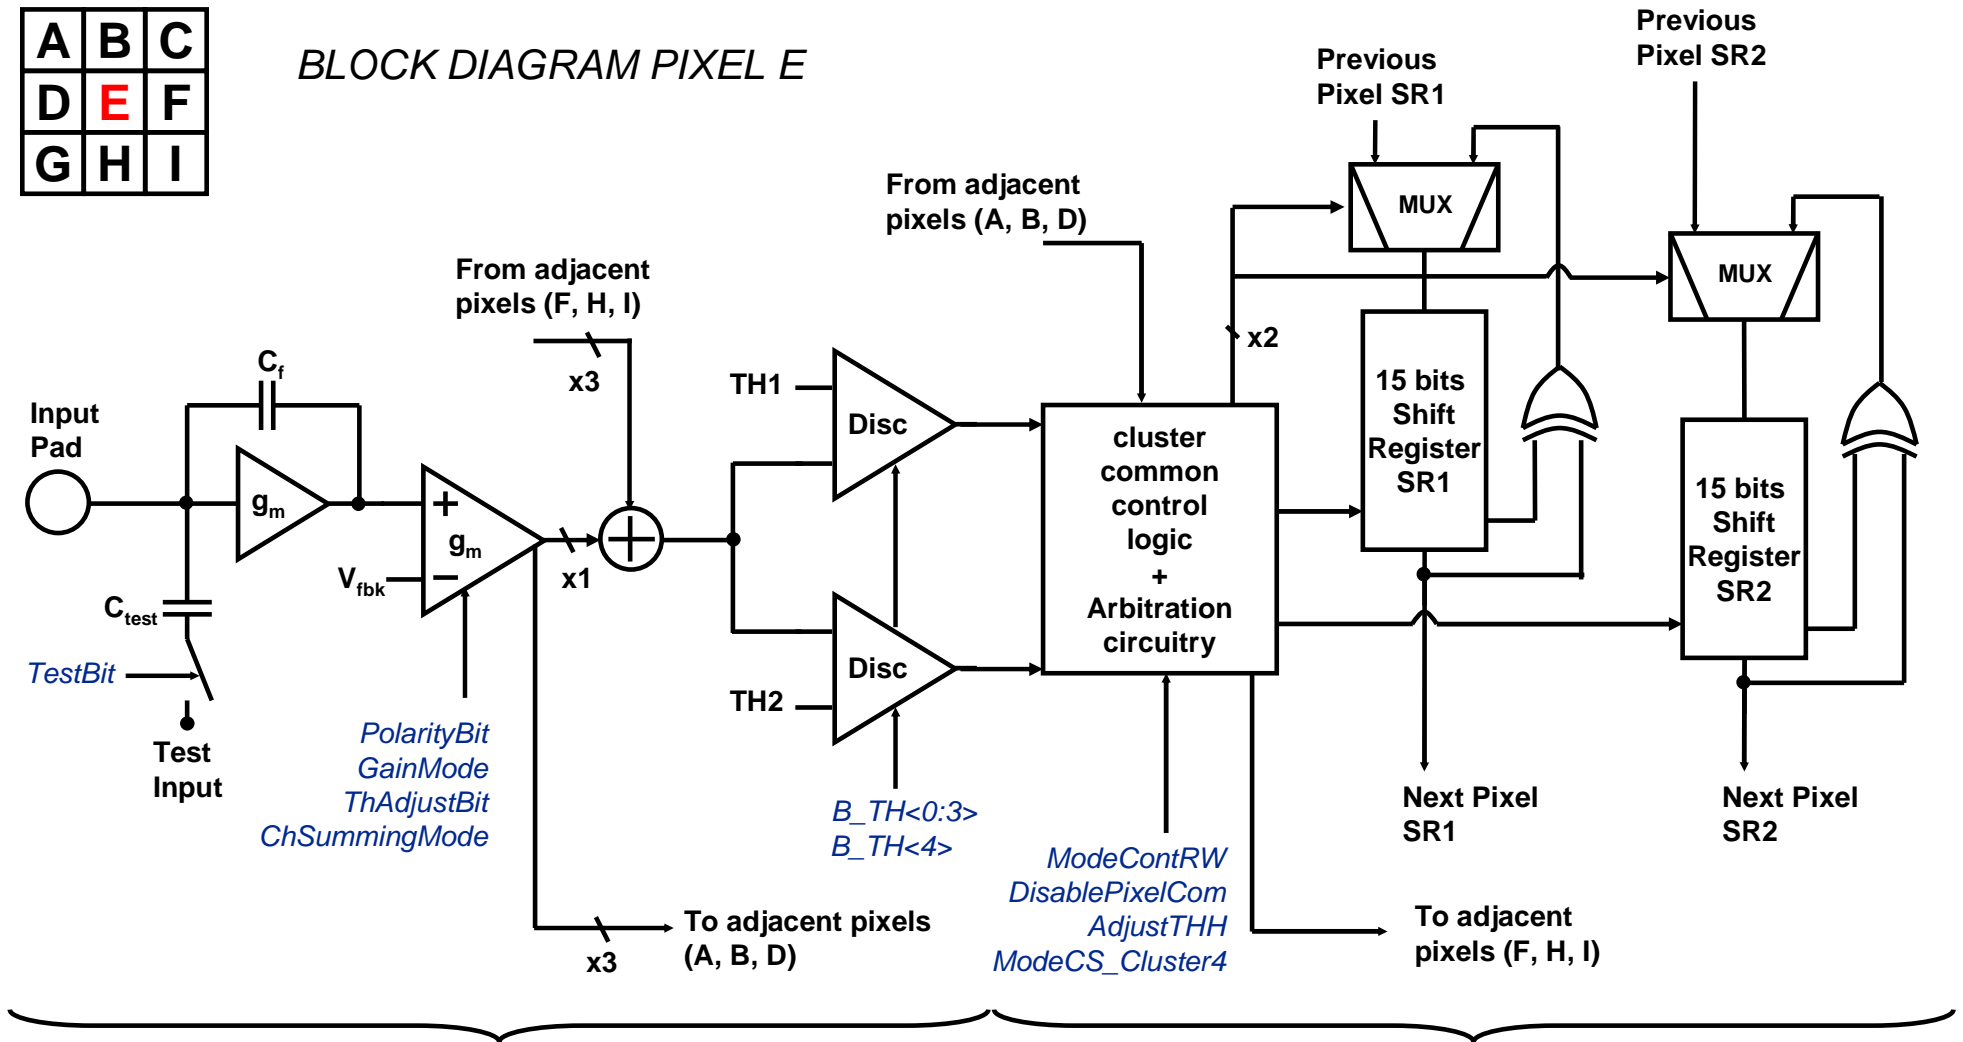 A B C
D E F
G H I
BLOCK DIAGRAM PIXEL E
Previous
Pixel SR1
Previous
Pixel SR2
From adjacent
pixels (A, B, D)
From adjacent
pixels (F, H, I)
x3
MUX
MUX
x2
Input
Pad
Cf
gm
Ctest
TestBit
Test
Input
+
gm
−
Vfbk
x1
+
PolarityBit
GainMode
ThAdjustBit
ChSummingMode
TH1
Disc
Disc
TH2
B_TH<0:3>
B_TH<4>
To adjacent pixels
(A, B, D)
x3
cluster
common
control
logic
+
Arbitration
circuitry
ModeContRW
DisablePixelCom
AdjustTHH
ModeCS_Cluster4
To adjacent
pixels (F, H, I)
15 bits
Shift
Register
SR1
15 bits
Shift
Register
SR2
Next Pixel
SR1
Next Pixel
SR2